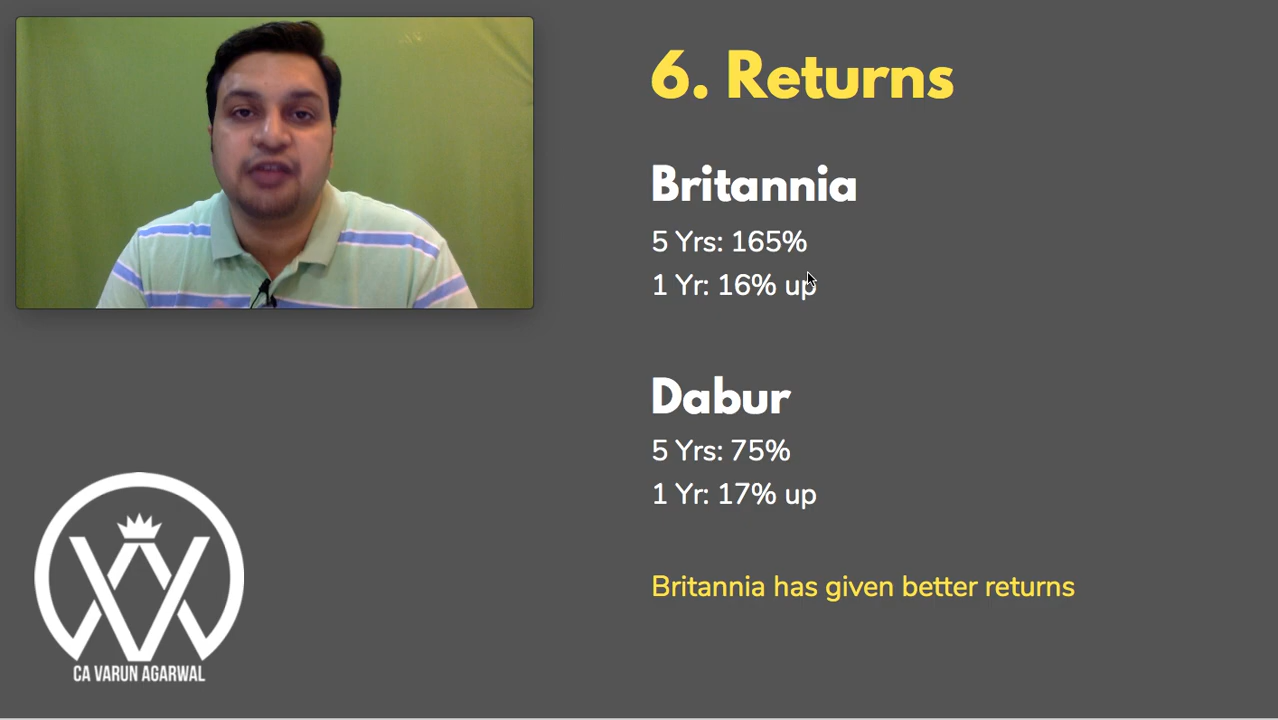 6. Returns
Britannia
5 Yrs: 165%
1 Yr: 16% up
Dabur
5 Yrs: 75%
1 Yr: 17% up
Britannia has given better returns
CA VARUN AGARWAL